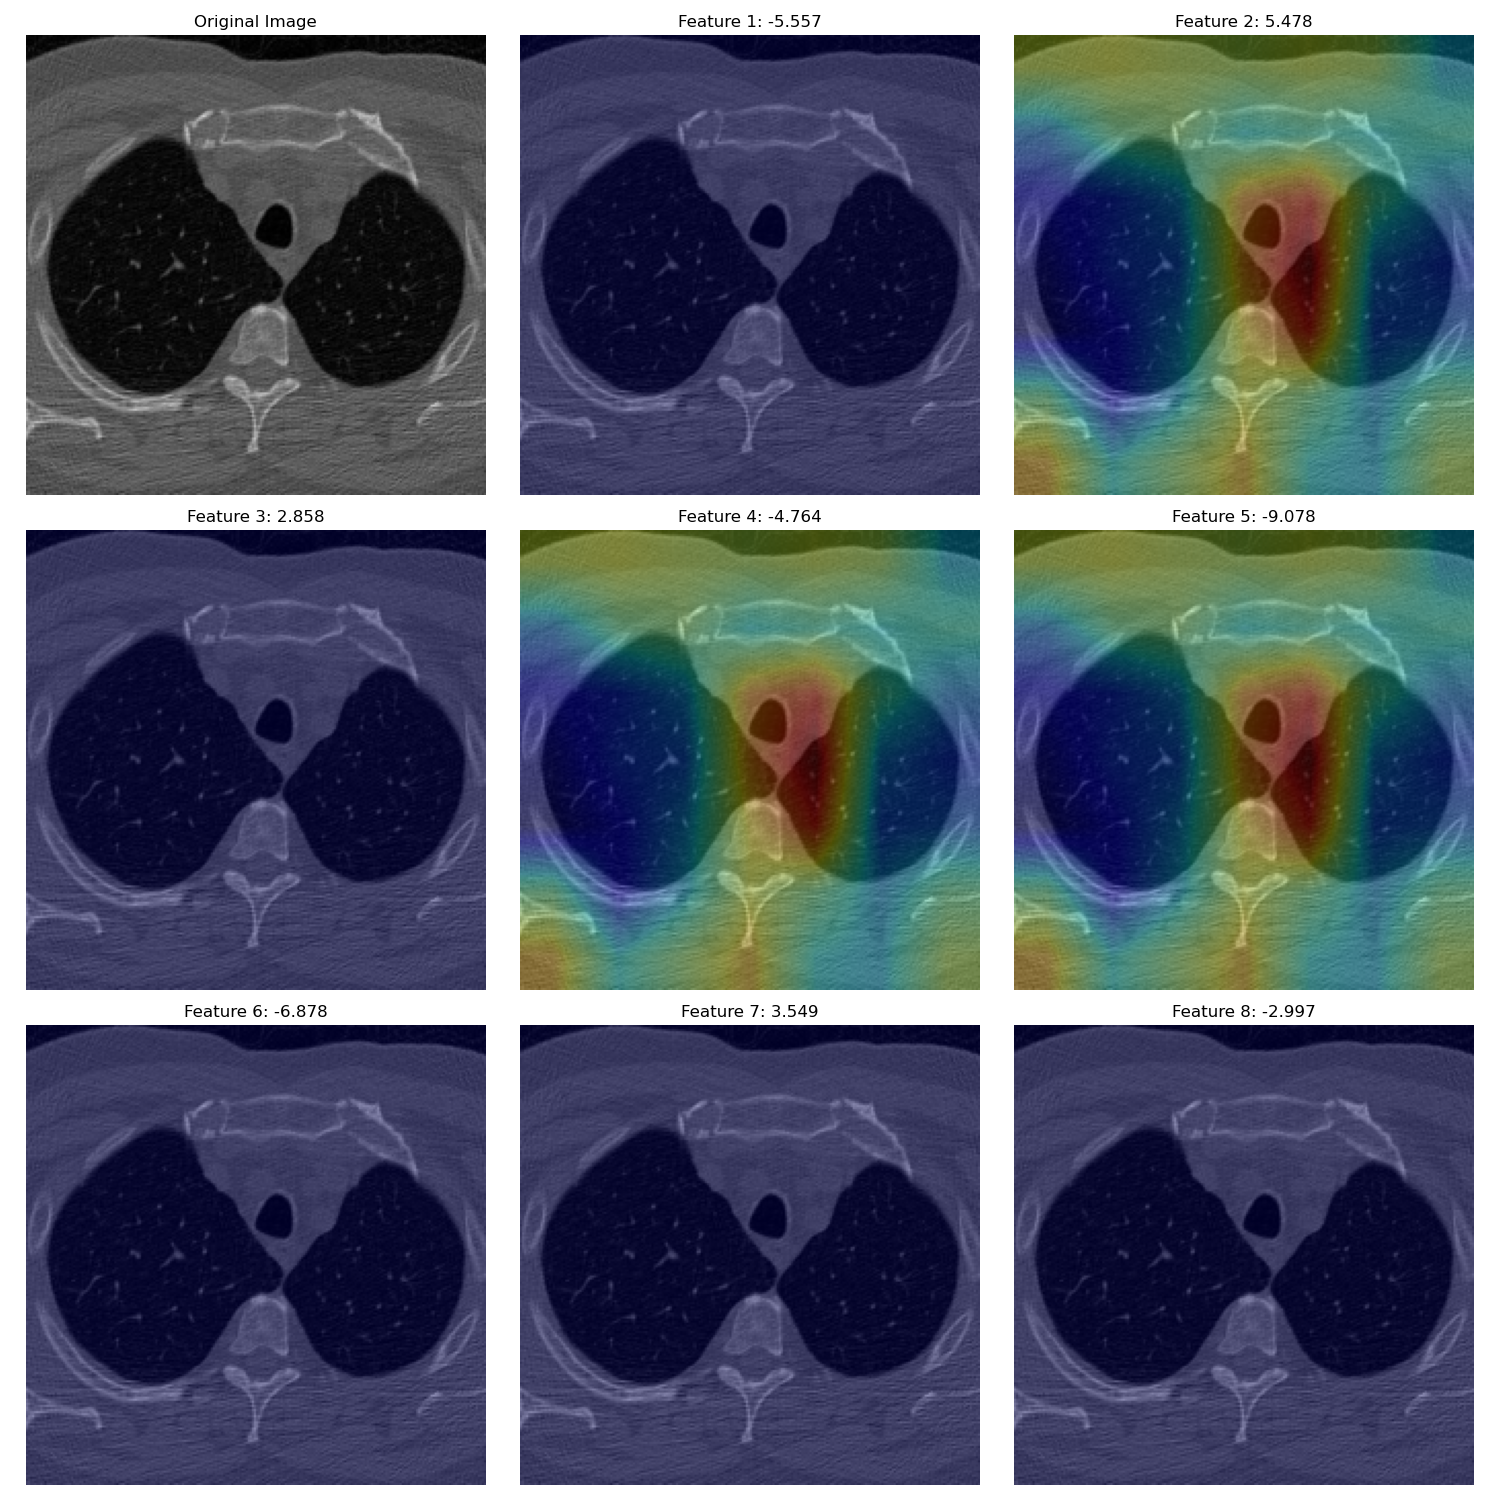 Original Image
Feature 1: -5.557
Feature 2: 5.478
Feature 3: 2.858
Feature 4: -4.764
Feature 5: -9.078
Feature 6: -6.878
Feature 7: 3.549
Feature 8: -2.997